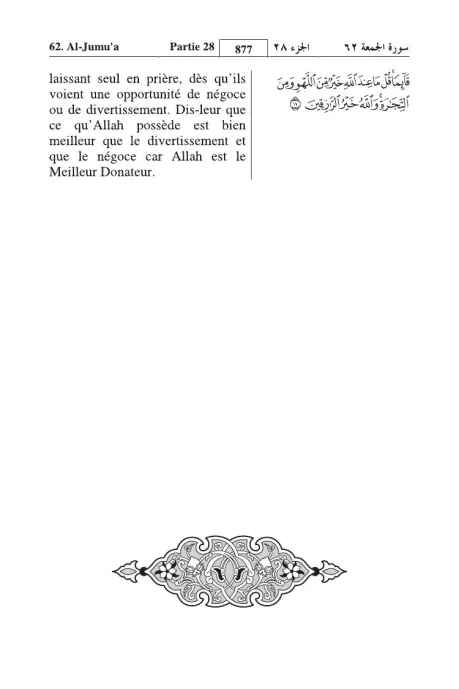 62. Al-Jumu'a Partie 28 877 الجزء ٢٨ سورة الجمعة ٦٢
laissant seul en prière, dès qu'ils
voient une opportunité de négoce
ou de divertissement. Dis-leur que
ce qu'Allah possède est bien
meilleur que le divertissement et
que le négoce car Allah est le
Meilleur Donateur.
قَآئِمٗاۚ قُلۡ مَا عِندَ ٱللَّهِ خَيۡرٞ مِّنَ ٱللَّهۡوِ وَمِنَ
ٱلتِّجَٰرَةِۚ وَٱللَّهُ خَيۡرُ ٱلرَّٰزِقِينَ ١١